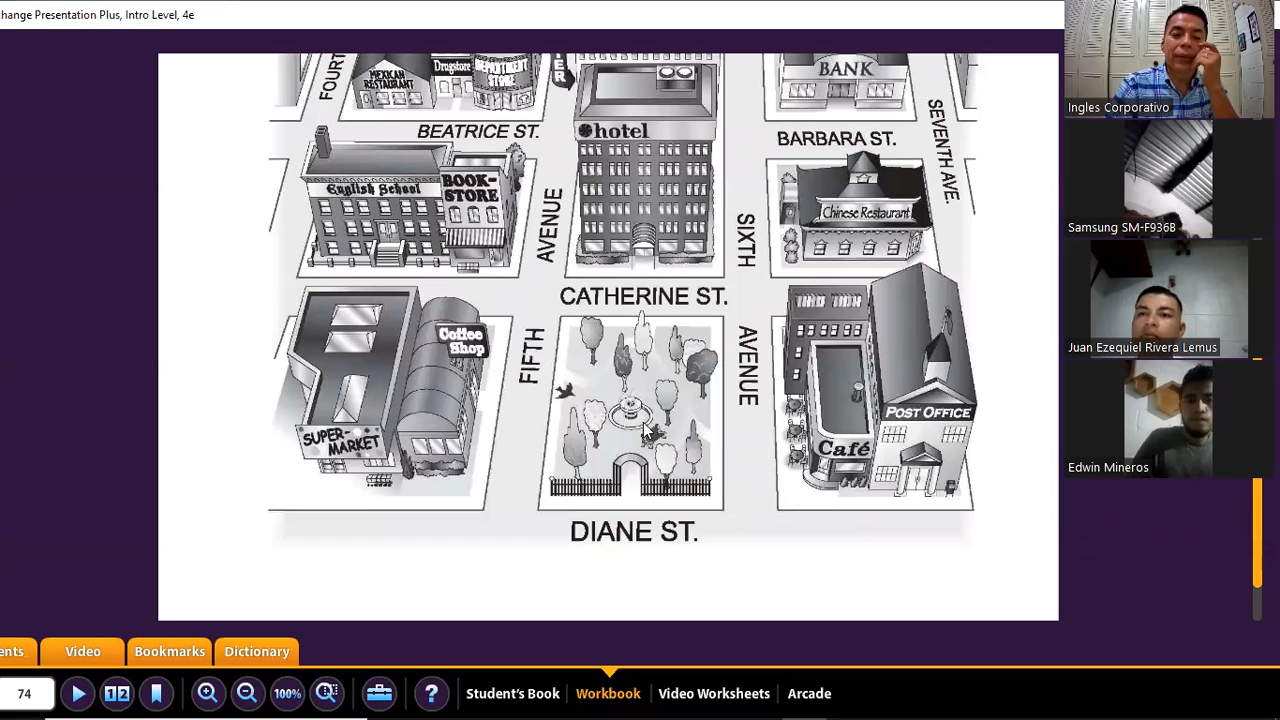 change Presentation Plus, Intro Level, 4e
Ingles Corporativo
Samsung SM-F936B
Juan Ezequiel Rivera Lemus
Edwin Mineros
MEXICAN RESTAURANT
Drugstore
DEPARTMENT STORE
BANK
BEATRICE ST.
hotel
BARBARA ST.
SEVENTH AVE.
English School
BOOK-
STORE
AVENUE
SIXTH
Chinese Restaurant
CATHERINE ST.
FIFTH
AVENUE
Coffee
Shop
SUPER-
MARKET
Café
POST OFFICE
DIANE ST.
Video
Bookmarks
Dictionary
74
1 2
100%
?
Student's Book
Workbook
Video Worksheets
Arcade